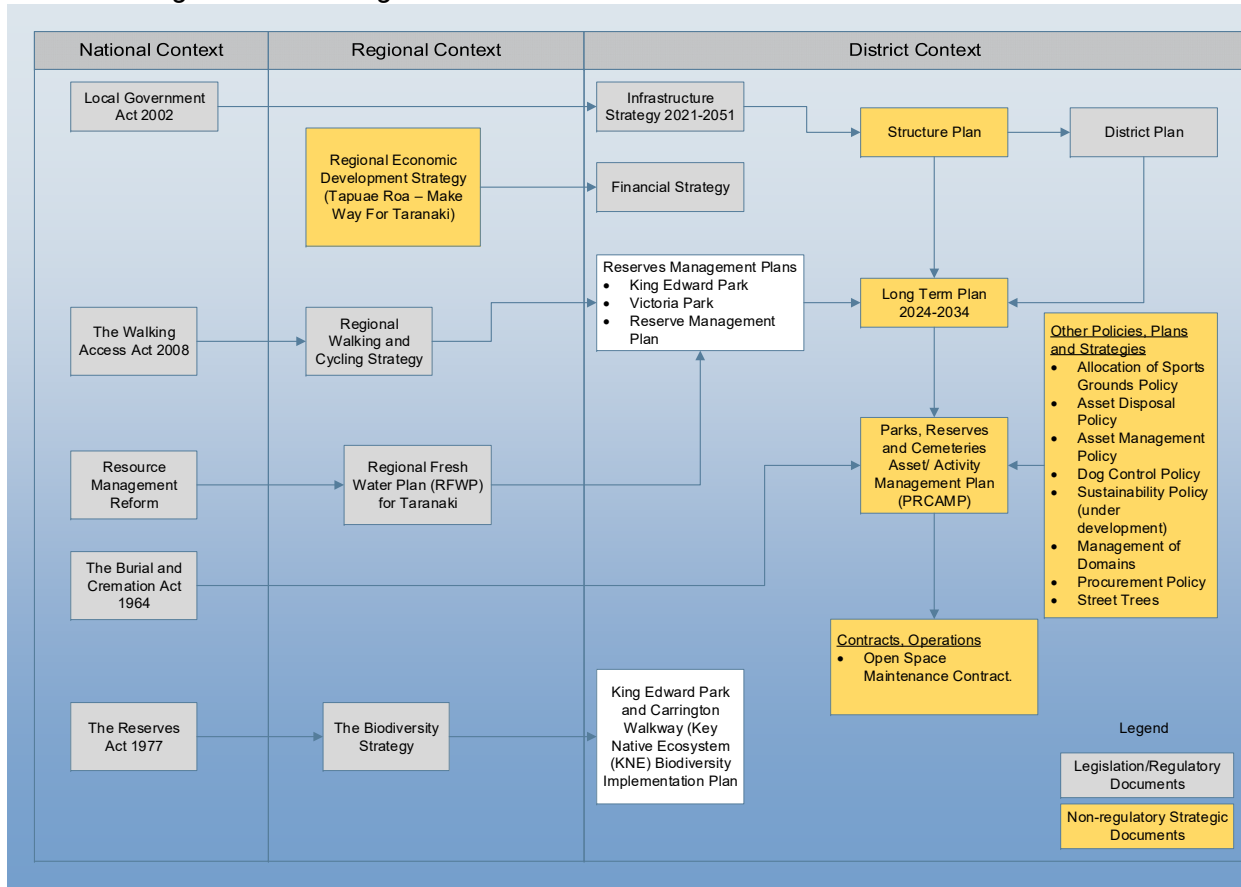 National Context
Regional Context
District Context
Local Government
Act 2002
Infrastructure
Strategy 2021-2051
Structure Plan
District Plan
Regional Economic
Development Strategy
(Tapuae Roa – Make
Way For Taranaki)
Financial Strategy
Reserves Management Plans
• King Edward Park
• Victoria Park
• Reserve Management
Plan
Long Term Plan
2024-2034
The Walking
Access Act 2008
Regional
Walking and
Cycling Strategy
Other Policies, Plans
and Strategies
• Allocation of Sports
Grounds Policy
• Asset Disposal
Policy
• Asset Management
Policy
• Dog Control Policy
• Sustainability Policy
(under
development)
• Management of
Domains
• Procurement Policy
• Street Trees
Parks, Reserves
and Cemeteries
Asset/ Activity
Management Plan
(PRCAMP)
Resource
Management
Reform
Regional Fresh
Water Plan (RFWP)
for Taranaki
The Burial and
Cremation Act
1964
Contracts, Operations
• Open Space
Maintenance Contract.
The Reserves
Act 1977
The Biodiversity
Strategy
King Edward Park
and Carrington
Walkway (Key
Native Ecosystem
(KNE) Biodiversity
Implementation Plan
Legend
Legislation/Regulatory
Documents
Non-regulatory Strategic
Documents